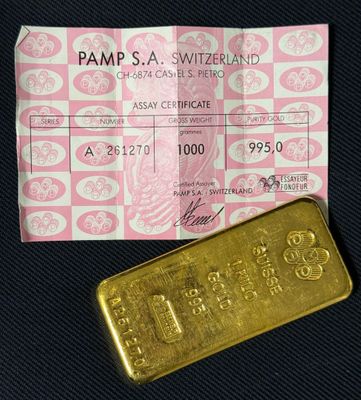 PAMP S.A. SWITZERLAND
CH-6874 CASTEL S. PIETRO
ASSAY CERTIFICATE
SERIES NUMBER GROSS WEIGHT PURITY GOLD
grammes
A 261270 1000 995,0
Certified Assayer
PAMP S.A. - SWITZERLAND
ESSAYEUR
FONDEUR
SUISSE
1 KILO
GOLD
995
A261270